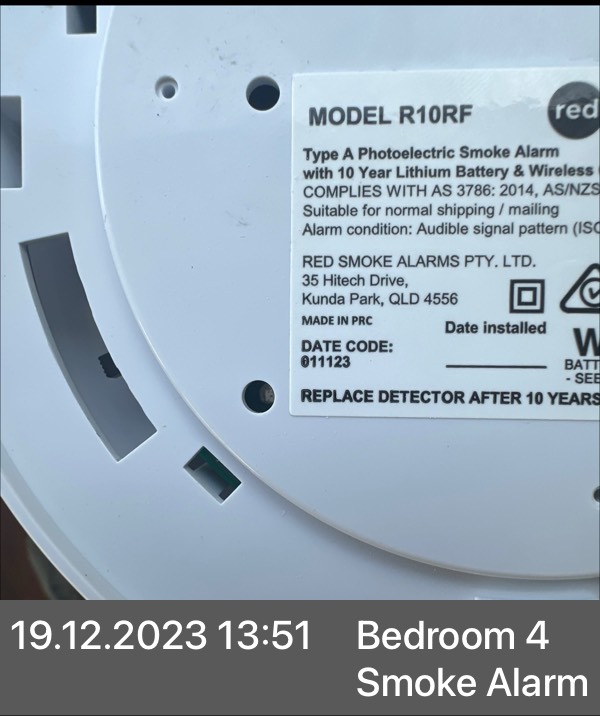 MODEL R10RF
red
Type A Photoelectric Smoke Alarm
with 10 Year Lithium Battery & Wireless
COMPLIES WITH AS 3786: 2014, AS/NZS
Suitable for normal shipping / mailing
Alarm condition: Audible signal pattern (ISO
RED SMOKE ALARMS PTY. LTD.
35 Hitech Drive,
Kunda Park, QLD 4556
MADE IN PRC
Date installed
DATE CODE:
011123
W
BATT
- SEE
REPLACE DETECTOR AFTER 10 YEARS
19.12.2023 13:51
Bedroom 4
Smoke Alarm